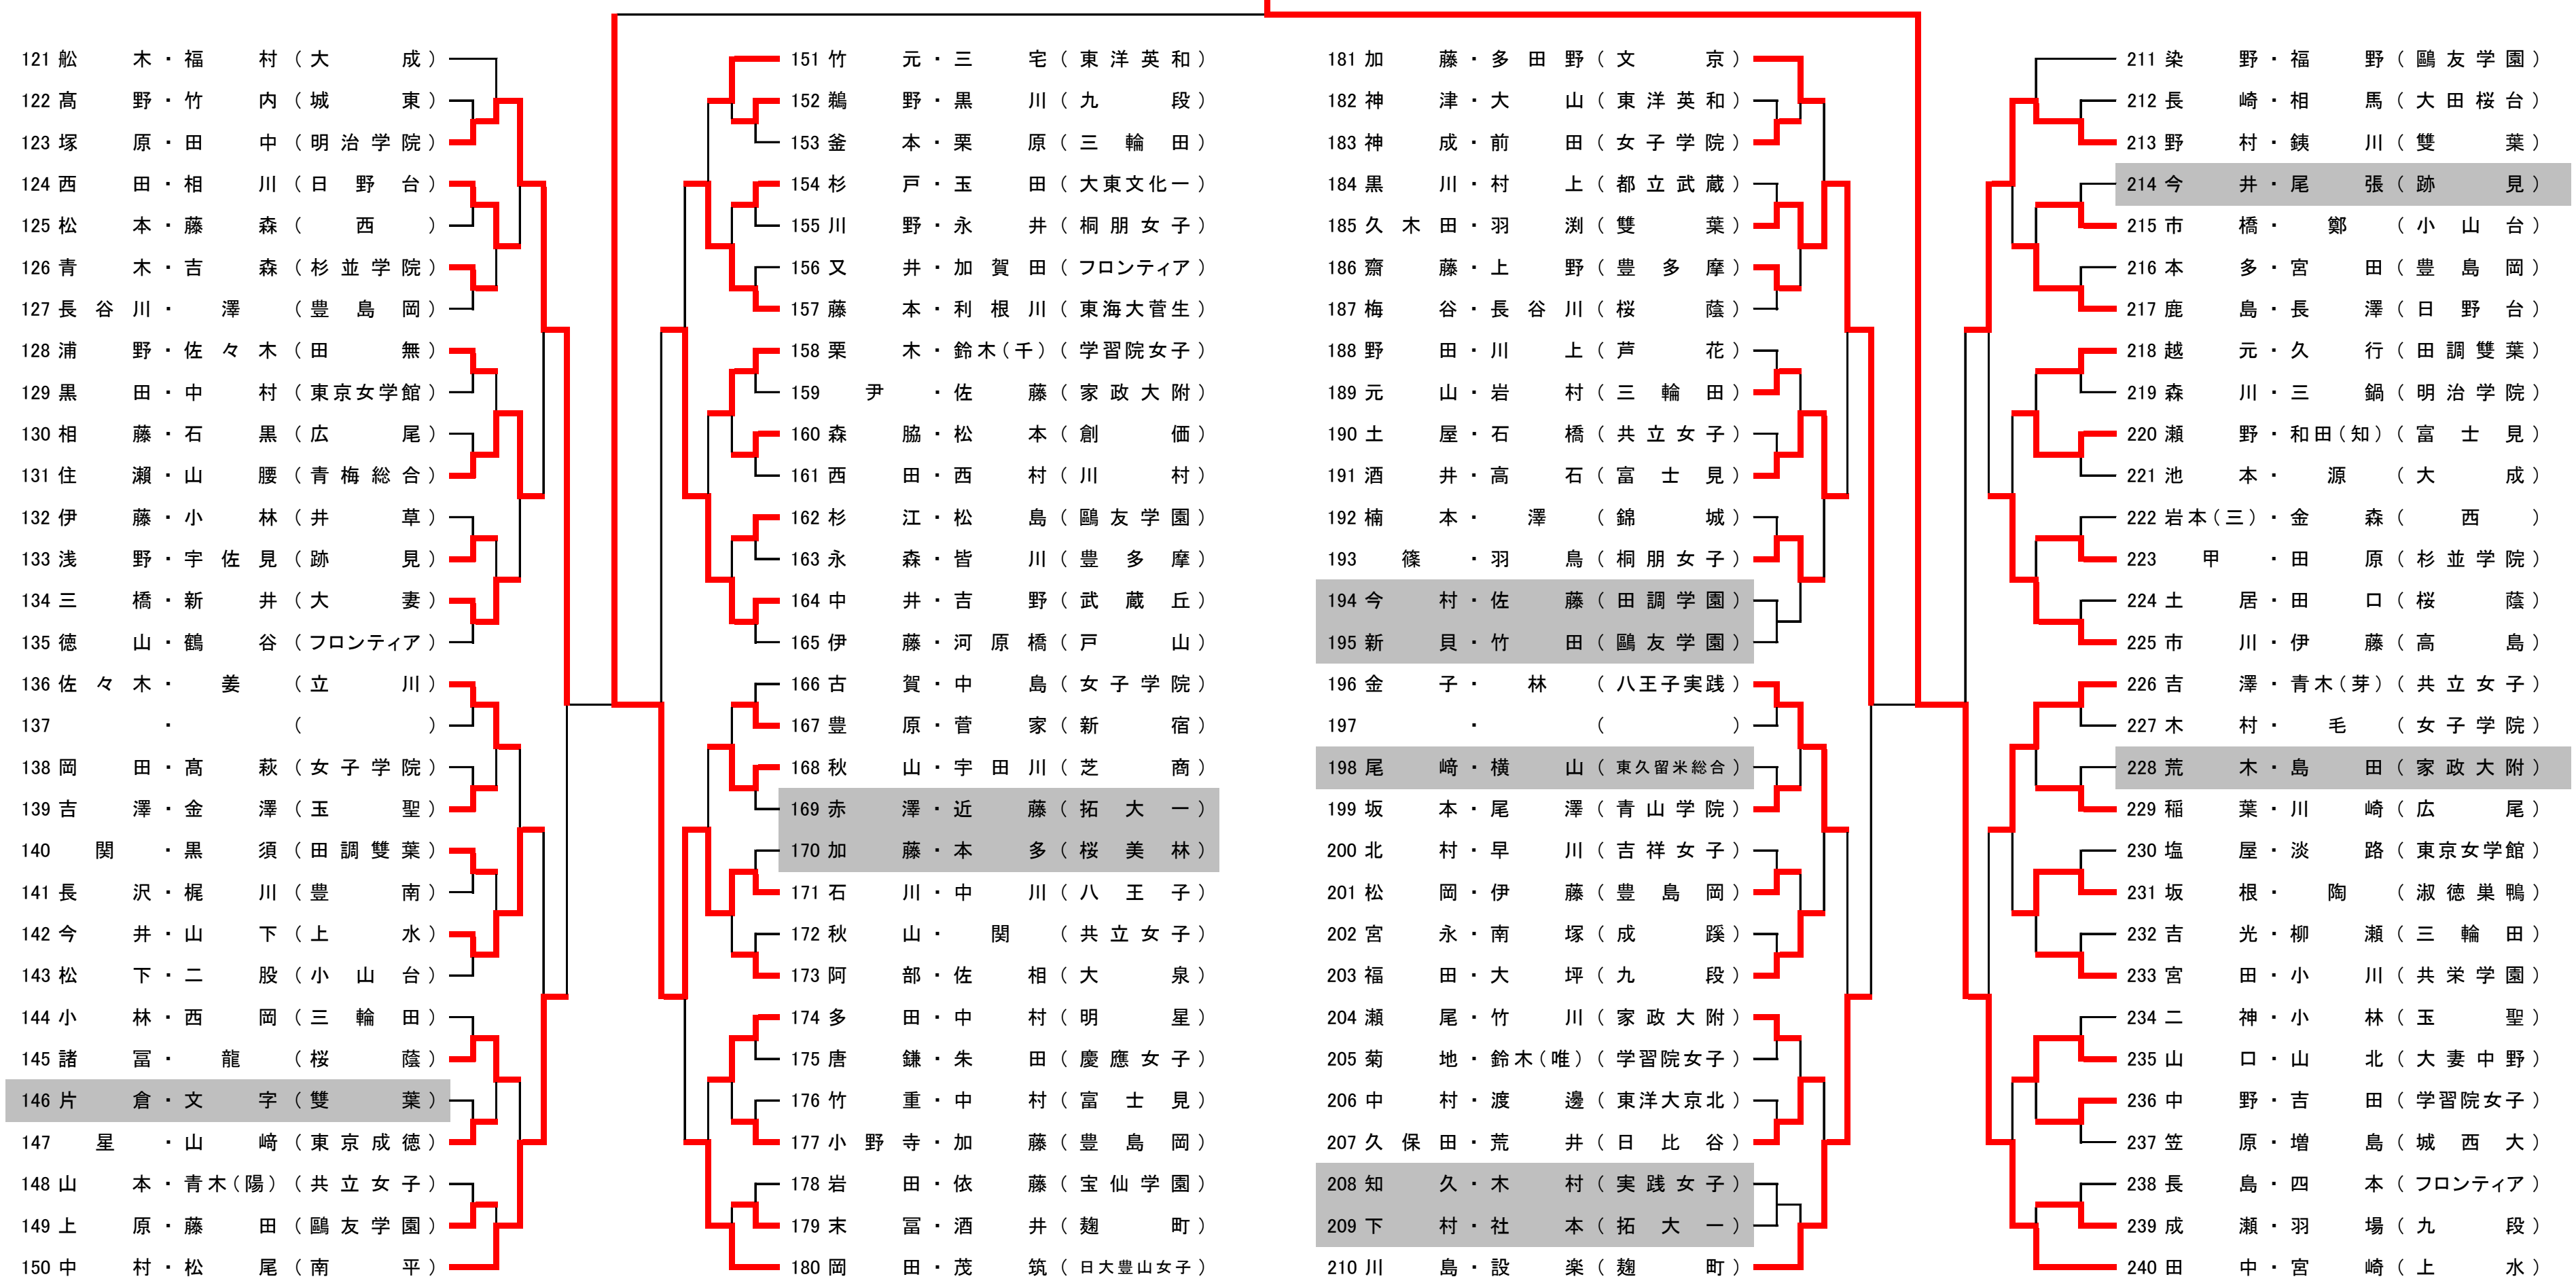 121 舩木・福村（大成）
122 髙野・竹内（城東）
123 塚原・田中（明治学院）
124 西田・相川（日野台）
125 松本・藤森（西）
126 青木・吉森（杉並学院）
127 長谷川・澤（豊島岡）
128 浦野・佐々木（田無）
129 黒田・中村（東京女学館）
130 相藤・石黒（広尾）
131 住瀬・山腰（青梅総合）
132 伊藤・小林（井草）
133 浅野・宇佐見（跡見）
134 三橋・新井（大妻）
135 徳山・鶴谷（フロンティア）
136 佐々木・姜（立川）
137 ・（ ）
138 岡田・髙萩（女子学院）
139 吉澤・金澤（玉聖）
140 関・黒須（田調雙葉）
141 長沢・梶川（豊南）
142 今井・山下（上水）
143 松下・二股（小山台）
144 小林・西岡（三輪田）
145 諸冨・龍（桜蔭）
146 片倉・文字（雙葉）
147 星・山﨑（東京成徳）
148 山本・青木(陽)（共立女子）
149 上原・藤田（鷗友学園）
150 中村・松尾（南平）
151 竹元・三宅（東洋英和）
152 鵜野・黒川（九段）
153 釜本・栗原（三輪田）
154 杉戸・玉田（大東文化一）
155 川野・永井（桐朋女子）
156 又井・加賀田（フロンティア）
157 藤本・利根川（東海大菅生）
158 栗木・鈴木(千)（学習院女子）
159 尹・佐藤（家政大附）
160 森脇・松本（創価）
161 西田・西村（川村）
162 杉江・松島（鷗友学園）
163 永森・皆川（豊多摩）
164 中井・吉野（武蔵丘）
165 伊藤・河原橋（戸山）
166 古賀・中島（女子学院）
167 豊原・菅家（新宿）
168 秋山・宇田川（芝商）
169 赤澤・近藤（拓大一）
170 加藤・本多（桜美林）
171 石川・中川（八王子）
172 秋山・関（共立女子）
173 阿部・佐相（大泉）
174 多田・中村（明星）
175 唐鎌・朱田（慶應女子）
176 竹重・中村（富士見）
177 小野寺・加藤（豊島岡）
178 岩田・依藤（宝仙学園）
179 末冨・酒井（麹町）
180 岡田・茂筑（日大豊山女子）
181 加藤・多田野（文京）
182 神津・大山（東洋英和）
183 神成・前田（女子学院）
184 黒川・村上（都立武蔵）
185 久木田・羽渕（雙葉）
186 齋藤・上野（豊多摩）
187 梅谷・長谷川（桜蔭）
188 野田・川上（芦花）
189 元山・岩村（三輪田）
190 土屋・石橋（共立女子）
191 酒井・高石（富士見）
192 楠本・澤（錦城）
193 篠・羽鳥（桐朋女子）
194 今村・佐藤（田調学園）
195 新貝・竹田（鷗友学園）
196 金子・林（八王子実践）
197 ・（ ）
198 尾﨑・横山（東久留米総合）
199 坂本・尾澤（青山学院）
200 北村・早川（吉祥女子）
201 松岡・伊藤（豊島岡）
202 宮永・南塚（成蹊）
203 福田・大坪（九段）
204 瀬尾・竹川（家政大附）
205 菊地・鈴木(唯)（学習院女子）
206 中村・渡邊（東洋大京北）
207 久保田・荒井（日比谷）
208 知久・木村（実践女子）
209 下村・社本（拓大一）
210 川島・設楽（麹町）
211 染野・福野（鷗友学園）
212 長崎・相馬（大田桜台）
213 野村・銕川（雙葉）
214 今井・尾張（跡見）
215 市橋・鄭（小山台）
216 本多・宮田（豊島岡）
217 鹿島・長澤（日野台）
218 越元・久行（田調雙葉）
219 森川・三鍋（明治学院）
220 瀬野・和田(知)（富士見）
221 池本・源（大成）
222 岩本(三)・金森（西）
223 甲・田原（杉並学院）
224 土居・田口（桜蔭）
225 市川・伊藤（高島）
226 吉澤・青木(芽)（共立女子）
227 木村・毛（女子学院）
228 荒木・島田（家政大附）
229 稲葉・川崎（広尾）
230 塩屋・淡路（東京女学館）
231 坂根・陶（淑徳巣鴨）
232 吉光・柳瀬（三輪田）
233 宮田・小川（共栄学園）
234 二神・小林（玉聖）
235 山口・山北（大妻中野）
236 中野・吉田（学習院女子）
237 笠原・増島（城西大）
238 長島・四本（フロンティア）
239 成瀬・羽場（九段）
240 田中・宮崎（上水）